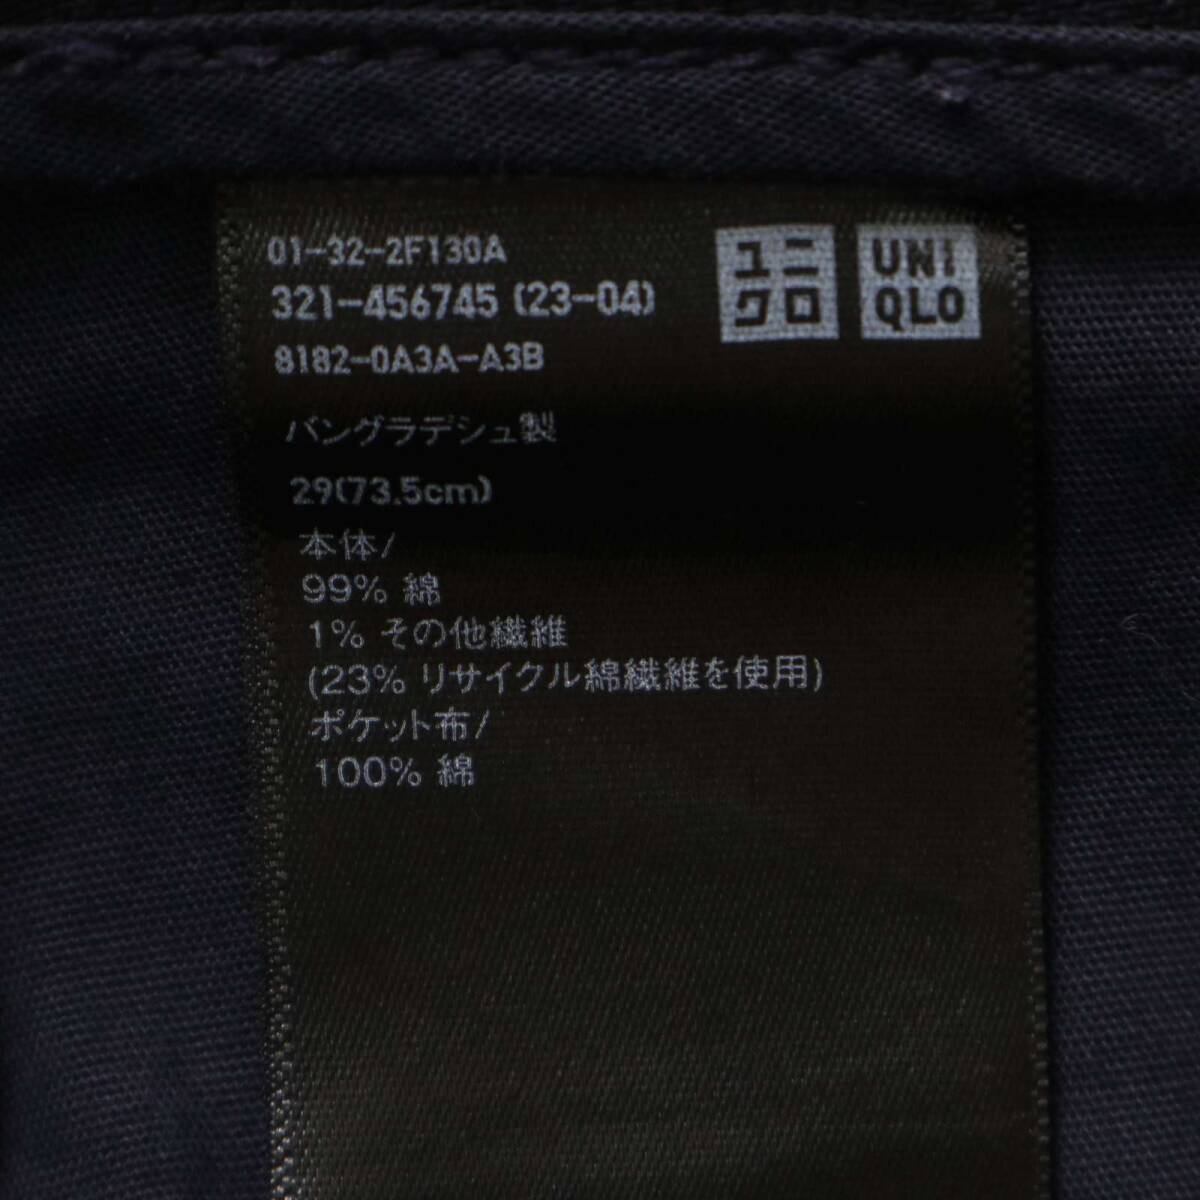 01-32-2F130A
321-456745 (23-04)
8182-0A3A-A3B
ユニ
クロ
UNI
QLO
バングラデシュ製
29(73.5cm)
本体/
99% 綿
1% その他繊維
(23% リサイクル綿繊維を使用)
ポケット布/
100% 綿